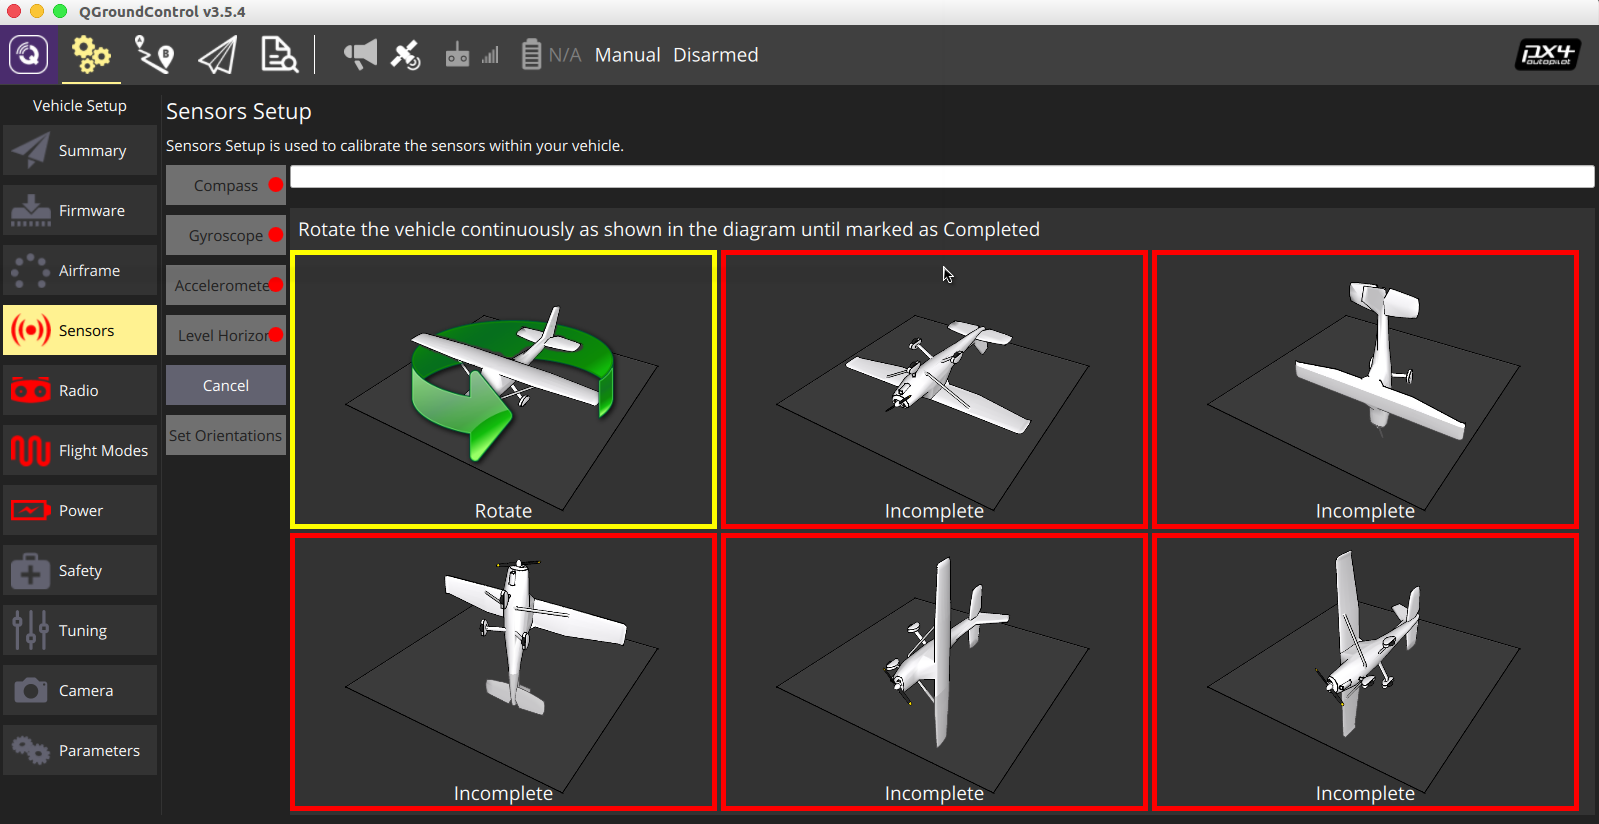 QGroundControl v3.5.4
N/A Manual Disarmed
px4
autopilot
Vehicle Setup
Summary
Firmware
Airframe
Sensors
Radio
Flight Modes
Power
Safety
Tuning
Camera
Parameters
Sensors Setup
Sensors Setup is used to calibrate the sensors within your vehicle.
Compass
Gyroscope
Acceleromete
Level Horizon
Cancel
Set Orientations
Rotate the vehicle continuously as shown in the diagram until marked as Completed
Rotate
Incomplete
Incomplete
Incomplete
Incomplete
Incomplete